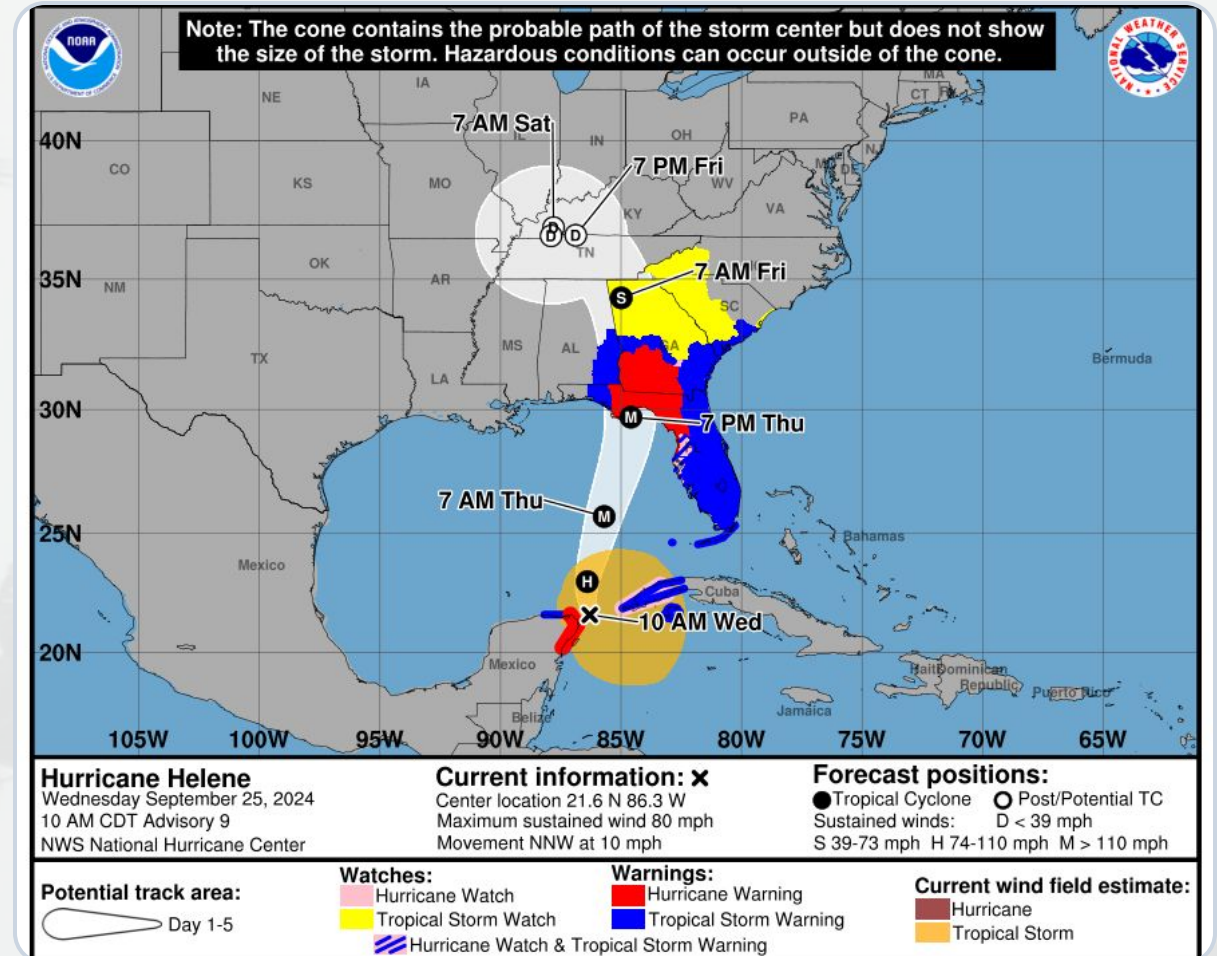 Note: The cone contains the probable path of the storm center but does not show
the size of the storm. Hazardous conditions can occur outside of the cone.
NOAA
NATIONAL WEATHER SERVICE
MA
CT
IA
NE
PA
7 AM Sat
40N
IL
IN
OH
NJ
MD
DE
CO
KS
MO
7 PM Fri
WV
KY
VA
D
D
D
TN
OK
7 AM Fri
35N
AR
NM
S
SC
MS
AL
GA
TX
Bermuda
LA
30N
M
7 PM Thu
7 AM Thu
M
25N
Bahamas
Mexico
H
Cuba
10 AM Wed
20N
Mexico
Haiti
Dominican
Republic
Puerto Rico
Jamaica
Belize
105W 100W 95W 90W 85W 80W 75W 70W 65W
Hurricane Helene
Wednesday September 25, 2024
10 AM CDT Advisory 9
NWS National Hurricane Center
Current information: ✕
Center location 21.6 N 86.3 W
Maximum sustained wind 80 mph
Movement NNW at 10 mph
Forecast positions:
Tropical Cyclone Post/Potential TC
Sustained winds: D < 39 mph
S 39-73 mph H 74-110 mph M > 110 mph
Potential track area:
Day 1-5
Watches:
Hurricane Watch
Tropical Storm Watch
Warnings:
Hurricane Warning
Tropical Storm Warning
Hurricane Watch & Tropical Storm Warning
Current wind field estimate:
Hurricane
Tropical Storm